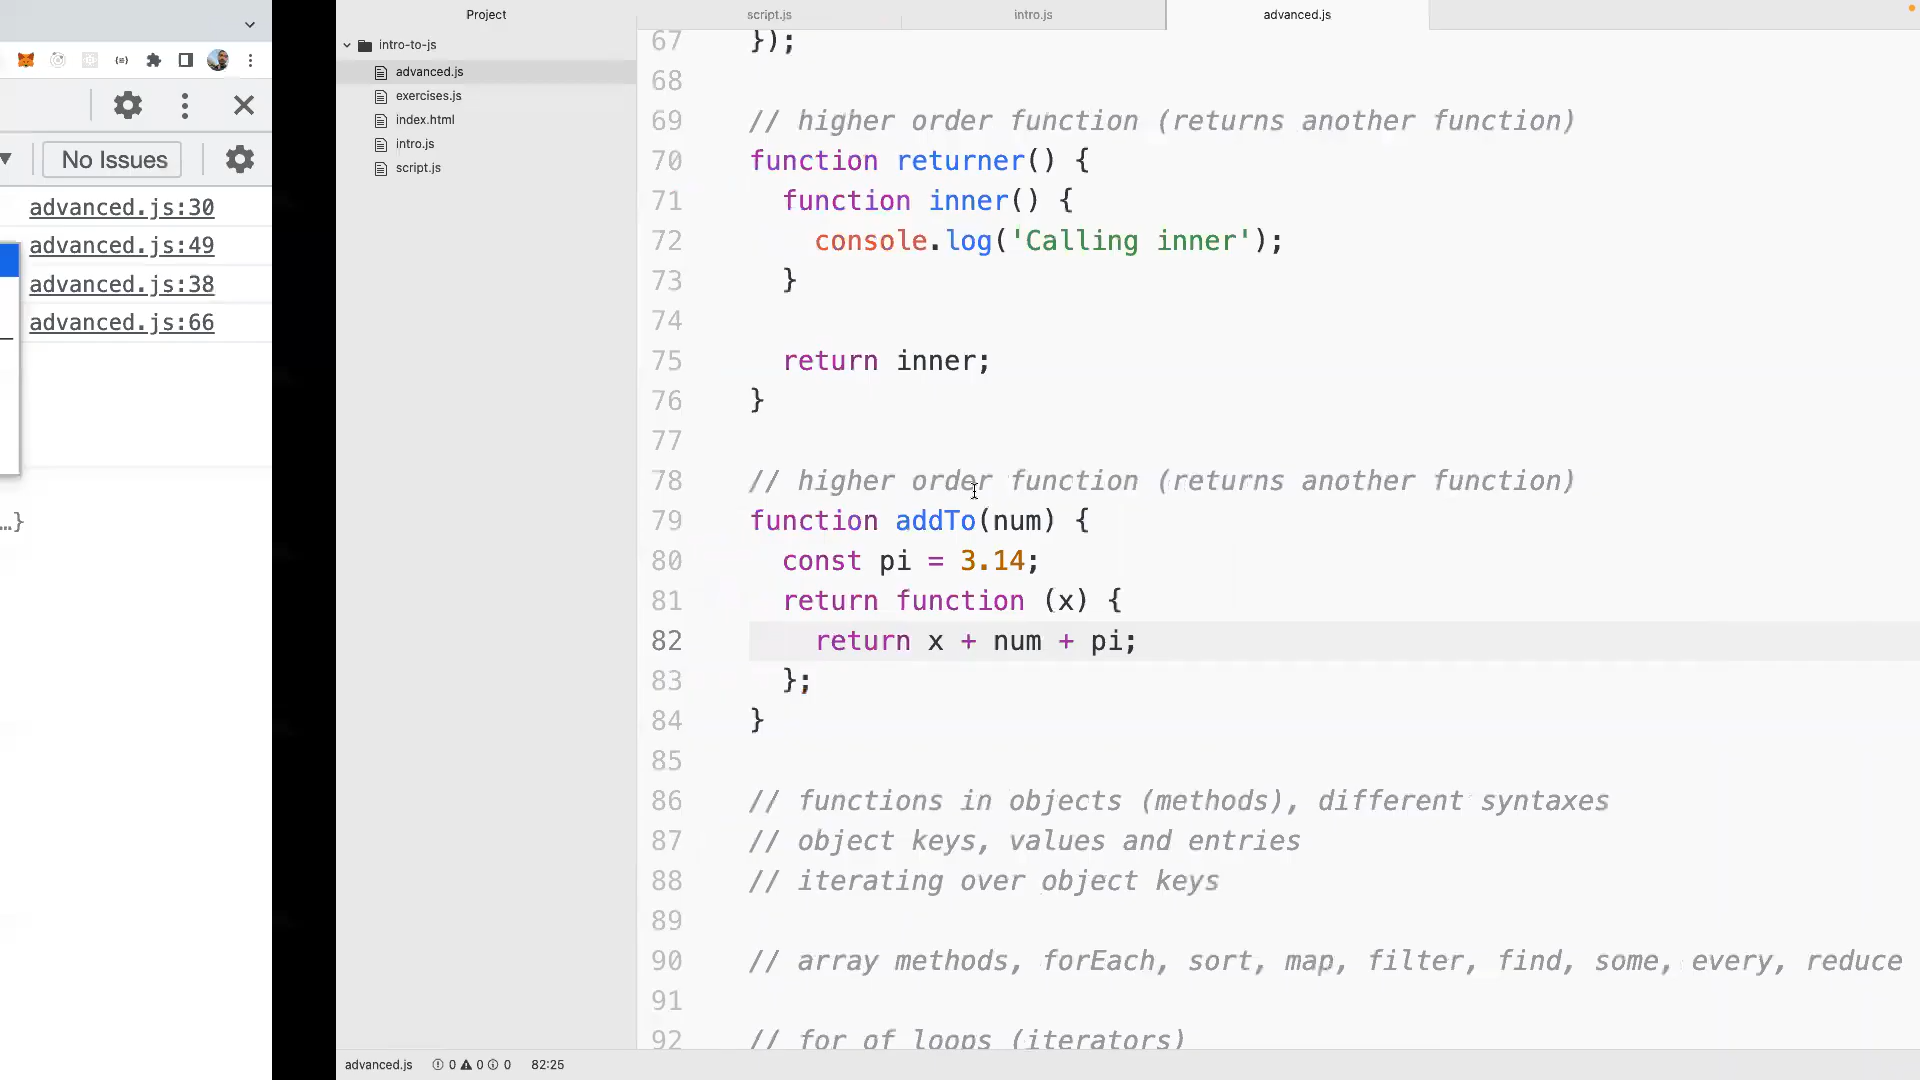 No Issues
advanced.js:30
advanced.js:49
advanced.js:38
advanced.js:66
…}
Project
intro-to-js
advanced.js
exercises.js
index.html
intro.js
script.js
script.js
intro.js
advanced.js
67 });
68
69 // higher order function (returns another function)
70 function returner() {
71 function inner() {
72 console.log('Calling inner');
73 }
74
75 return inner;
76 }
77
78 // higher order function (returns another function)
79 function addTo(num) {
80 const pi = 3.14;
81 return function (x) {
82 return x + num + pi;
83 };
84 }
85
86 // functions in objects (methods), different syntaxes
87 // object keys, values and entries
88 // iterating over object keys
89
90 // array methods, forEach, sort, map, filter, find, some, every, reduce
91
92 // for of loops (iterators)
advanced.js 0 0 0 82:25